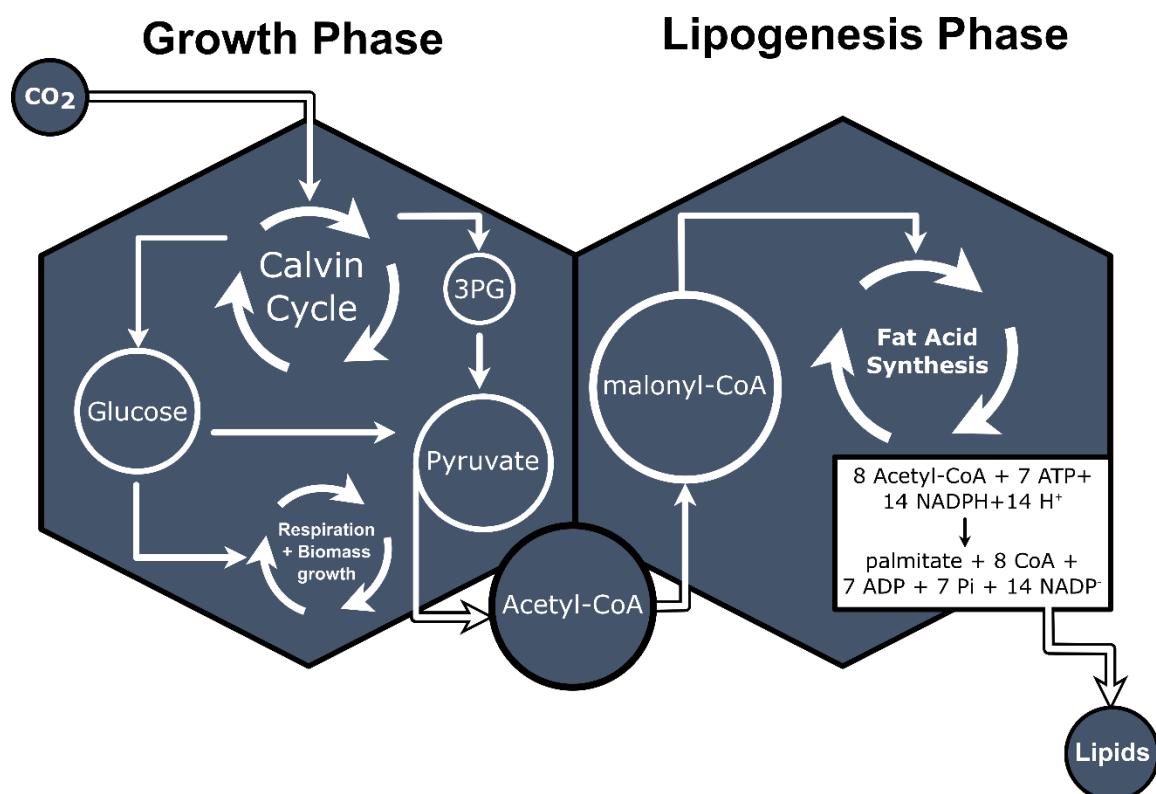 Growth Phase
Lipogenesis Phase
CO₂
Calvin
Cycle
3PG
Glucose
Pyruvate
Respiration
+ Biomass
growth
Acetyl-CoA
malonyl-CoA
Fat Acid
Synthesis
8 Acetyl-CoA + 7 ATP+
14 NADPH+14 H⁺
palmitate + 8 CoA +
7 ADP + 7 Pi + 14 NADP⁻
Lipids